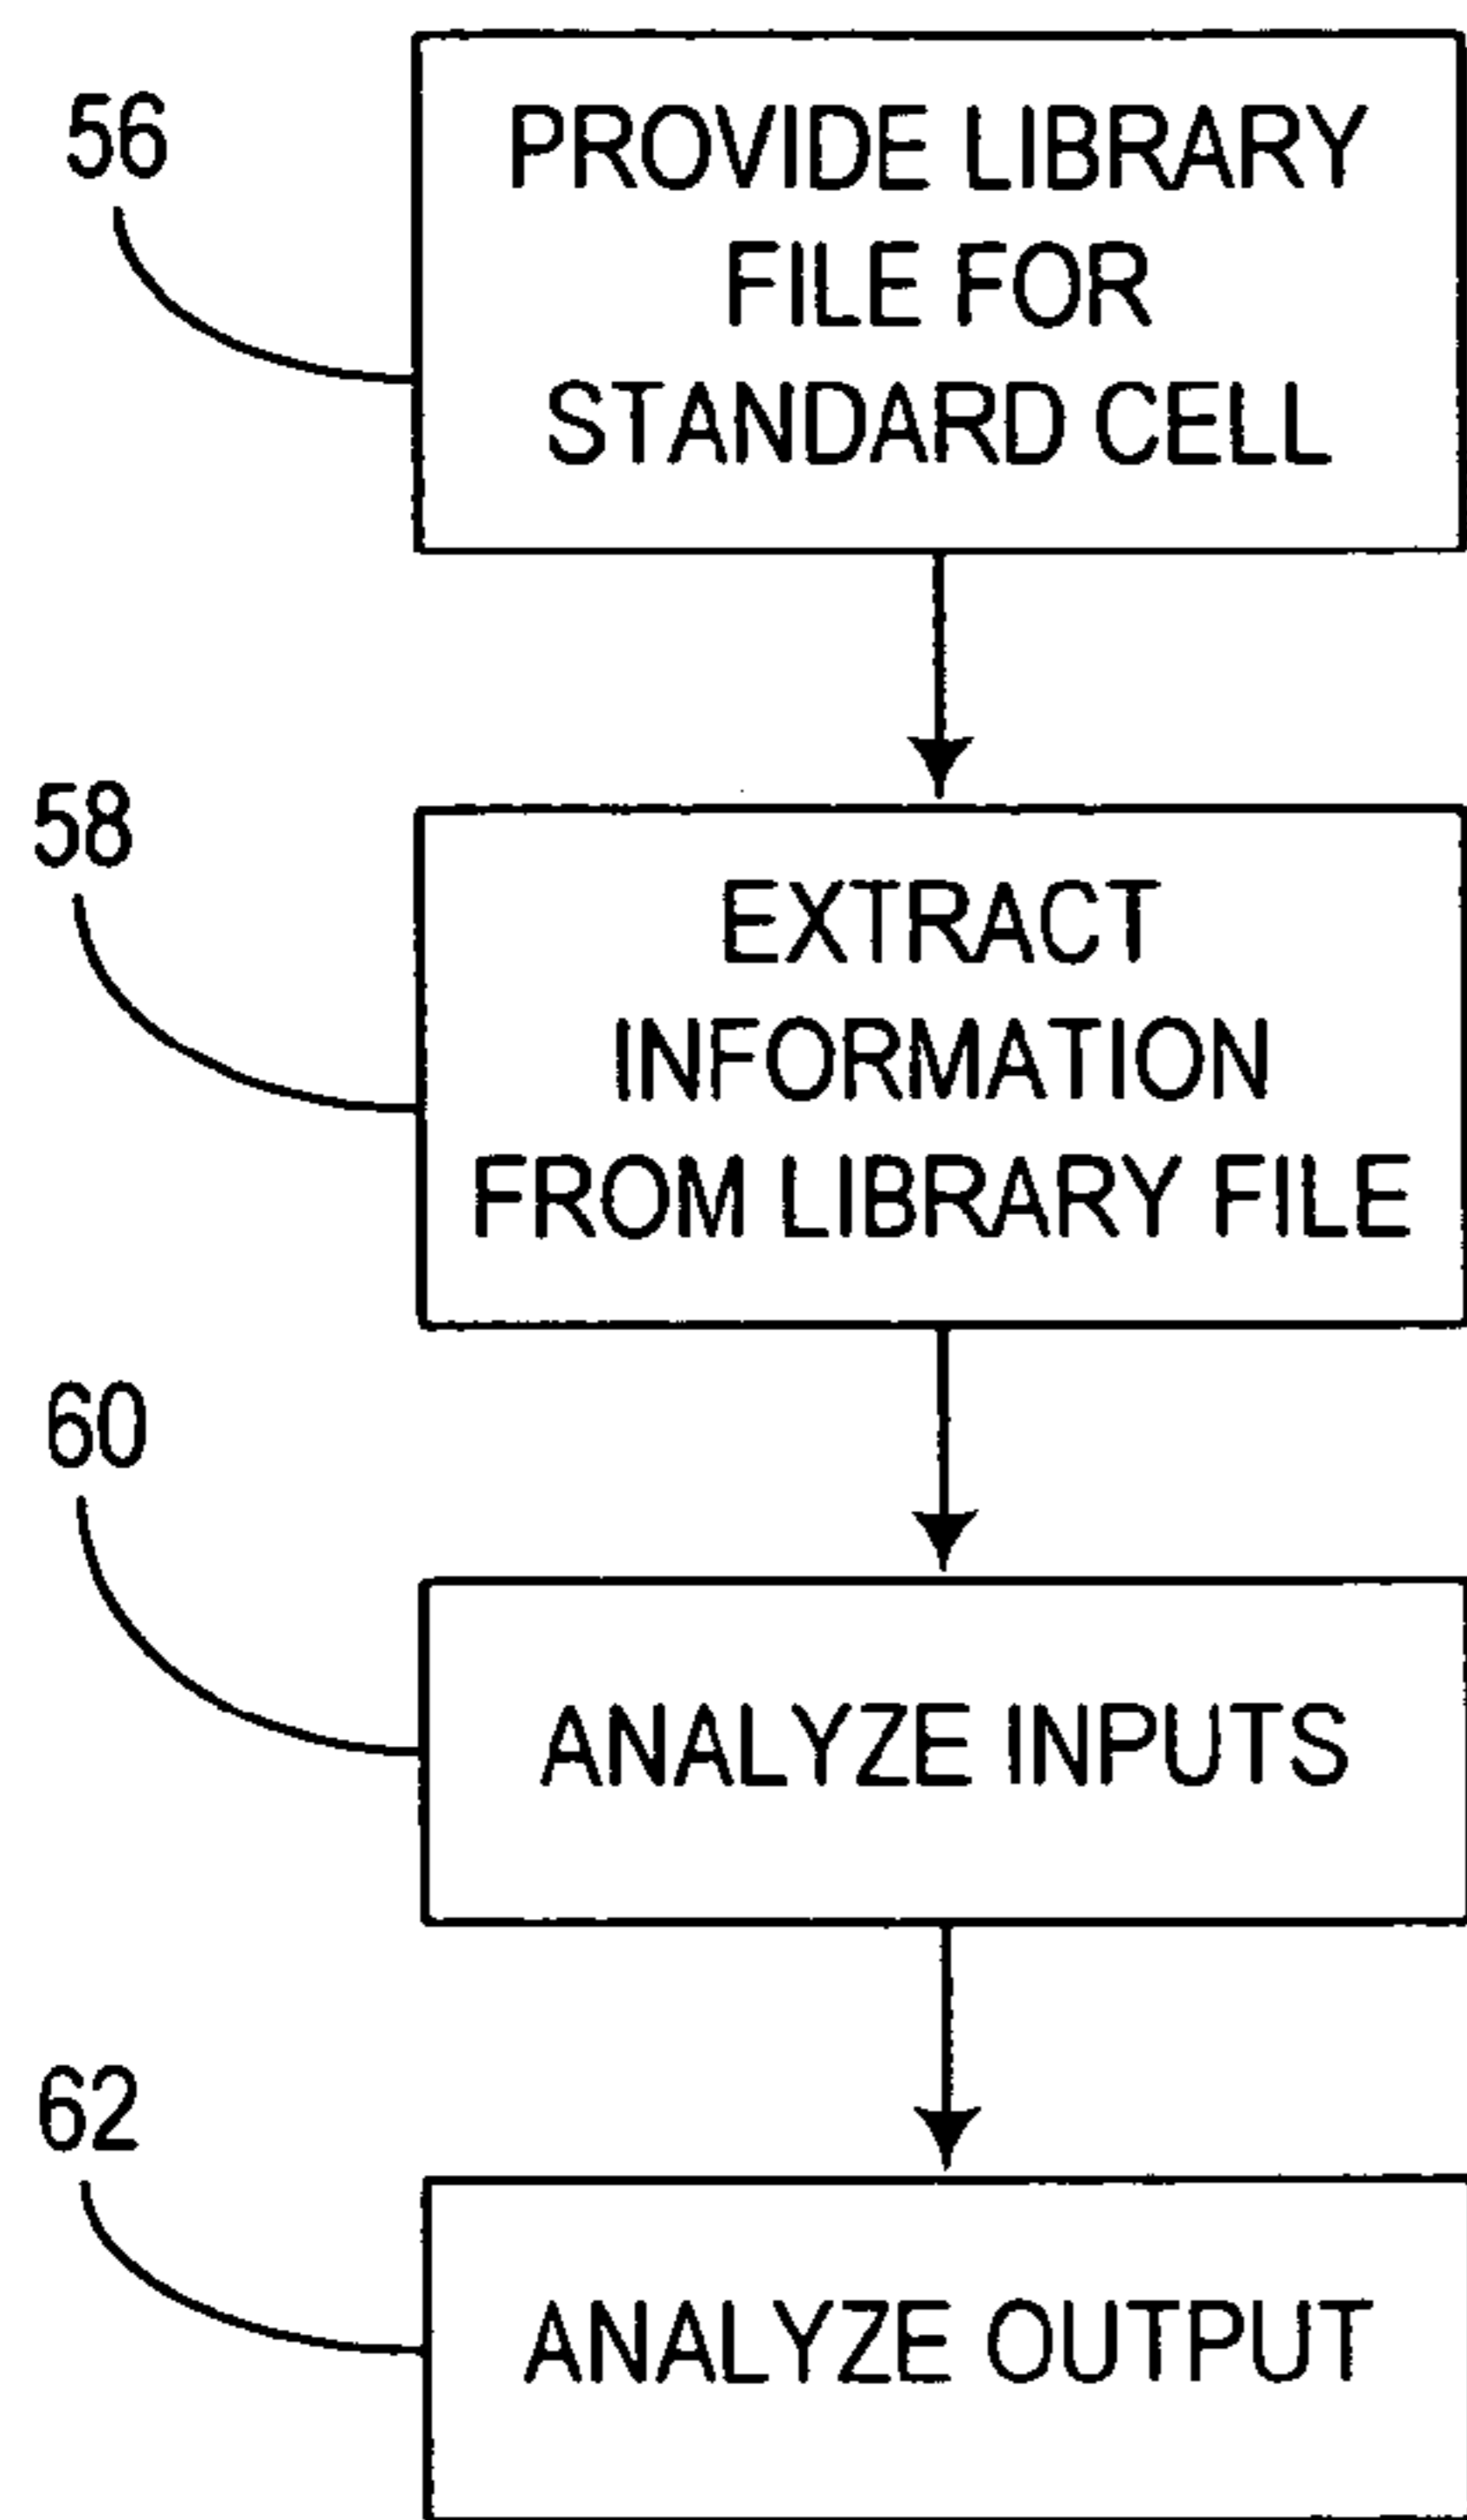 56
PROVIDE LIBRARY
FILE FOR
STANDARD CELL
58
EXTRACT
INFORMATION
FROM LIBRARY FILE
60
ANALYZE INPUTS
62
ANALYZE OUTPUT